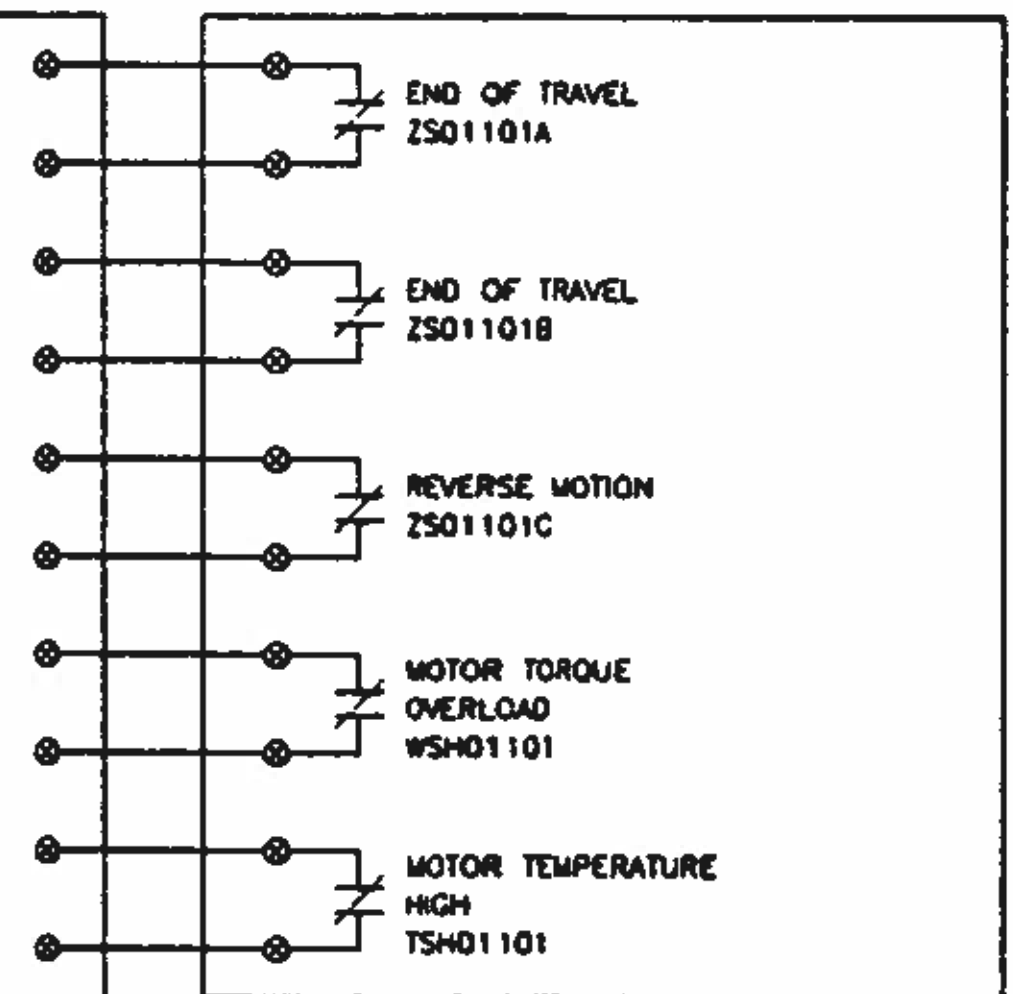 END OF TRAVEL
ZS01101A
END OF TRAVEL
ZS01101B
REVERSE MOTION
ZS01101C
MOTOR TORQUE
OVERLOAD
WSH01101
MOTOR TEMPERATURE
HIGH
TSH01101